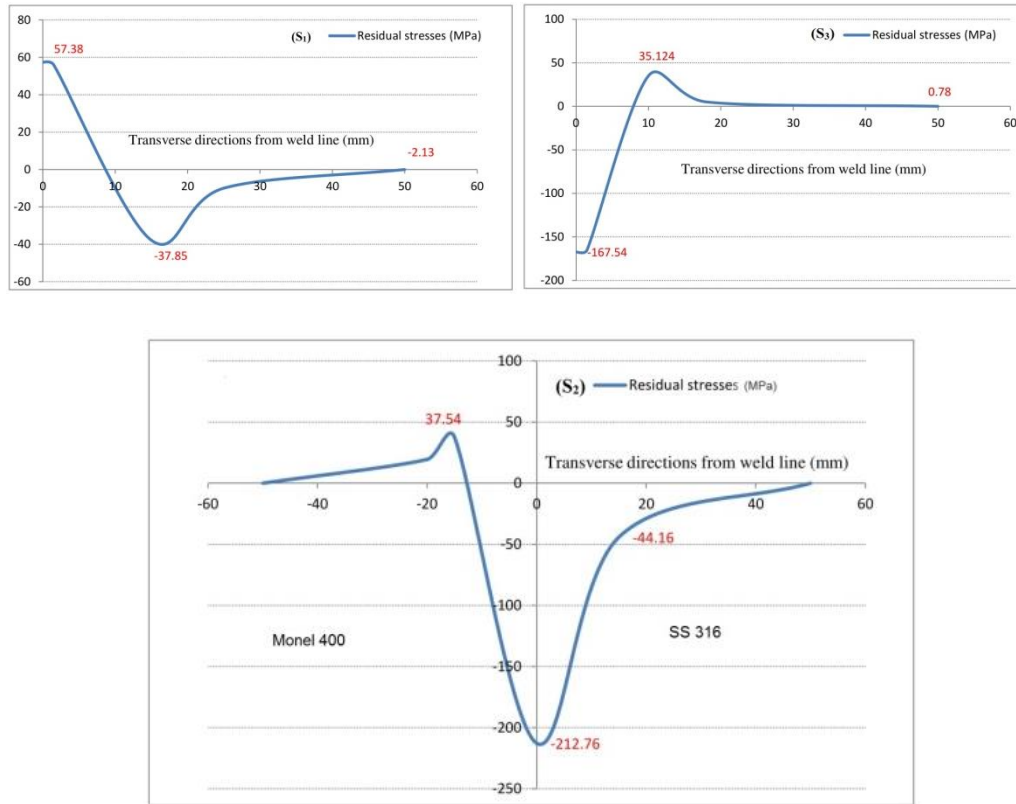 (S₁) Residual stresses (MPa)
80
60
40
20
0
-20
-40
-60
0 10 20 30 40 50 60
57.38
Transverse directions from weld line (mm)
-2.13
-37.85
(S₃) Residual stresses (MPa)
100
50
0
-50
-100
-150
-200
0 10 20 30 40 50 60
35.124
0.78
Transverse directions from weld line (mm)
-167.54
(S₂) Residual stresses (MPa)
100
50
0
-50
-100
-150
-200
-250
-60 -40 -20 0 20 40 60
37.54
Transverse directions from weld line (mm)
-44.16
Monel 400
SS 316
-212.76